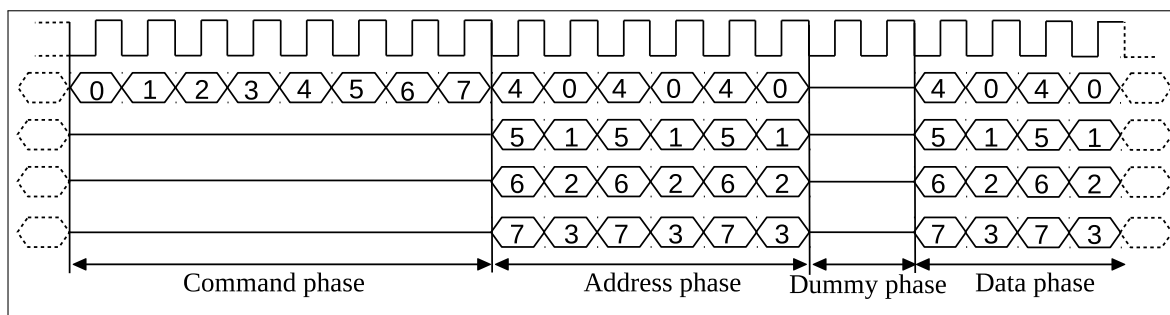 0 1 2 3 4 5 6 7 4 0 4 0 4 0 4 0 4 0
5 1 5 1 5 1 5 1 5 1
6 2 6 2 6 2 6 2 6 2
7 3 7 3 7 3 7 3 7 3
Command phase Address phase Dummy phase Data phase